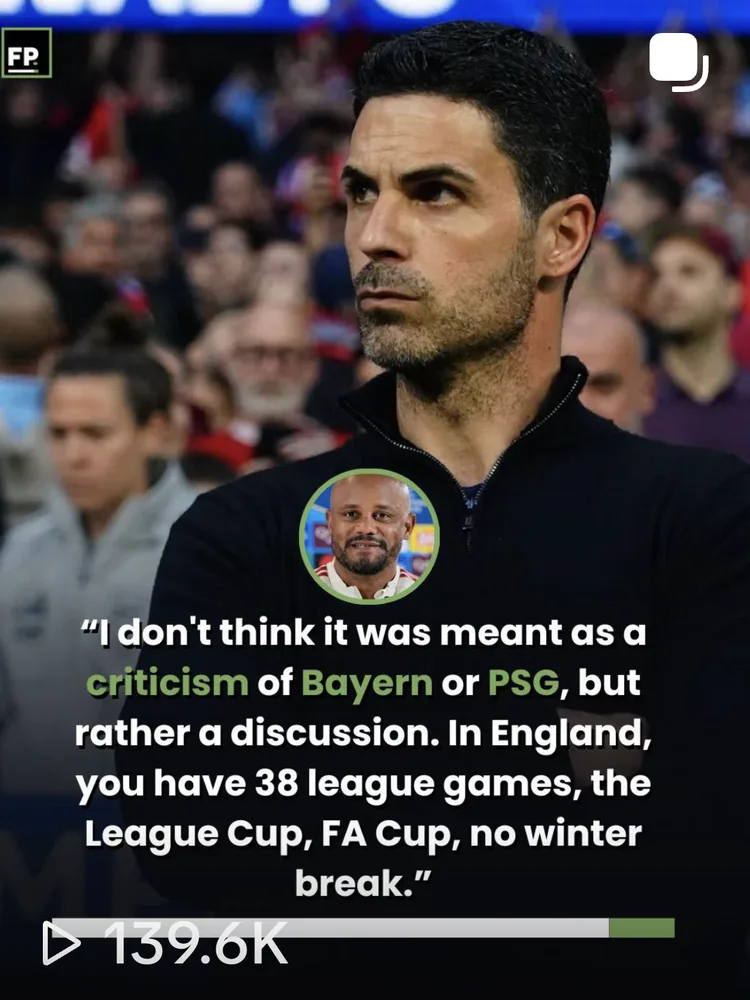 FP.
“I don't think it was meant as a
criticism of Bayern or PSG, but
rather a discussion. In England,
you have 38 league games, the
League Cup, FA Cup, no winter
break.”
139.6K